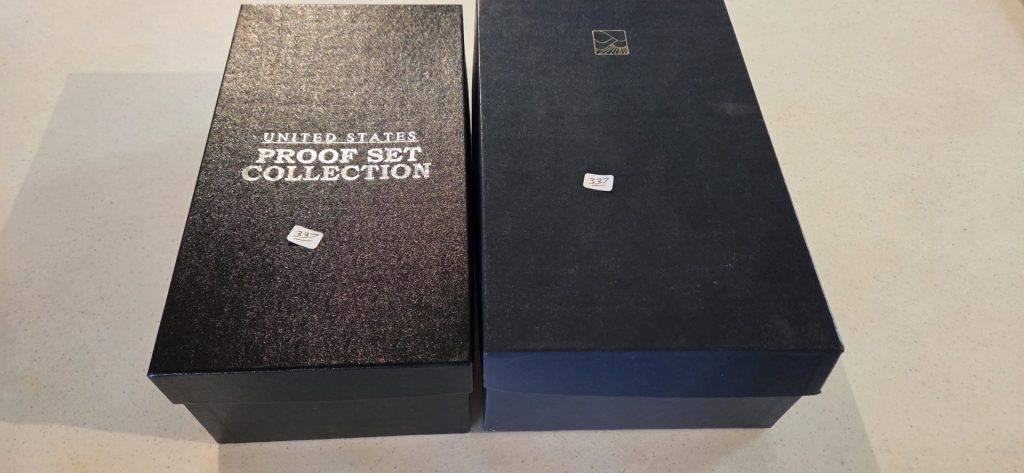 UNITED STATES
PROOF SET
COLLECTION
337
337